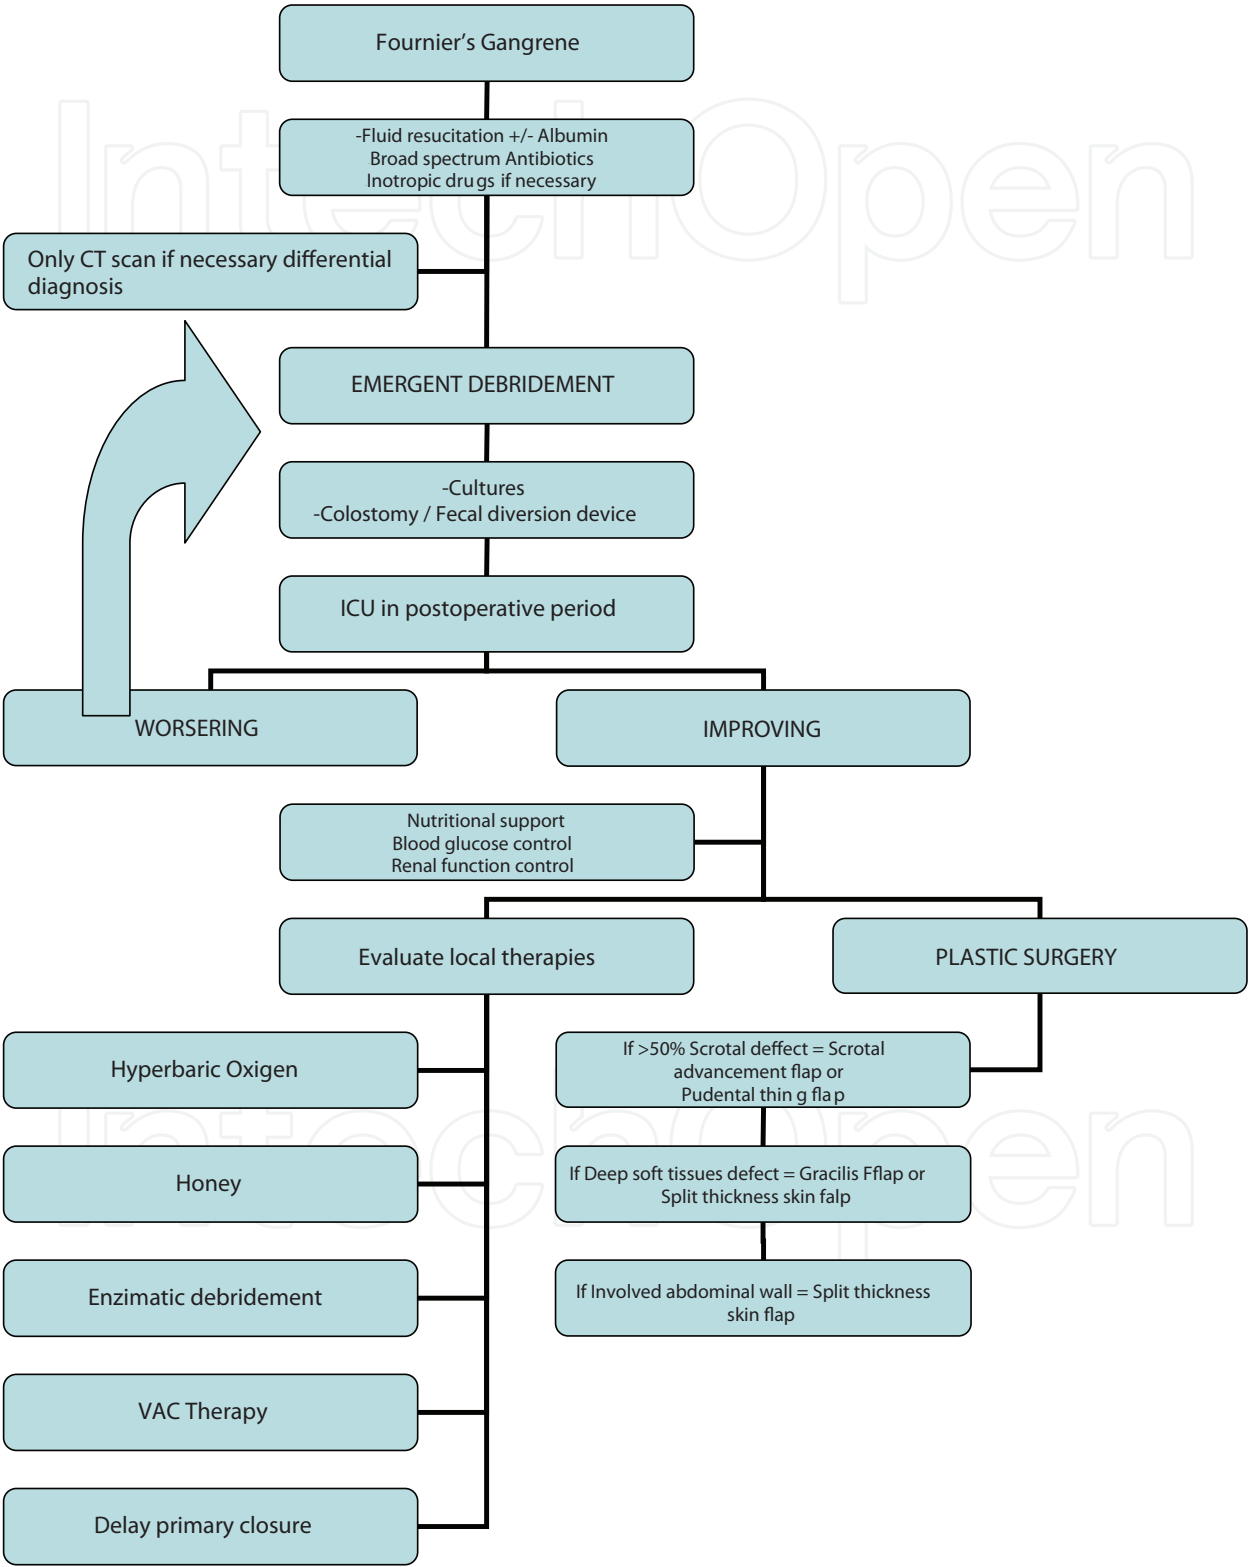 Fournier's Gangrene
-Fluid resucitation +/- Albumin
Broad spectrum Antibiotics
Inotropic drugs if necessary
Only CT scan if necessary differential
diagnosis
EMERGENT DEBRIDEMENT
-Cultures
-Colostomy / Fecal diversion device
ICU in postoperative period
WORSERING
IMPROVING
Nutritional support
Blood glucose control
Renal function control
Evaluate local therapies
PLASTIC SURGERY
Hyperbaric Oxigen
Honey
Enzimatic debridement
VAC Therapy
Delay primary closure
If >50% Scrotal deffect = Scrotal
advancement flap or
Pudental thin g flap
If Deep soft tissues defect = Gracilis Fflap or
Split thickness skin falp
If Involved abdominal wall = Split thickness
skin flap
IntechOpen
IntechOpen